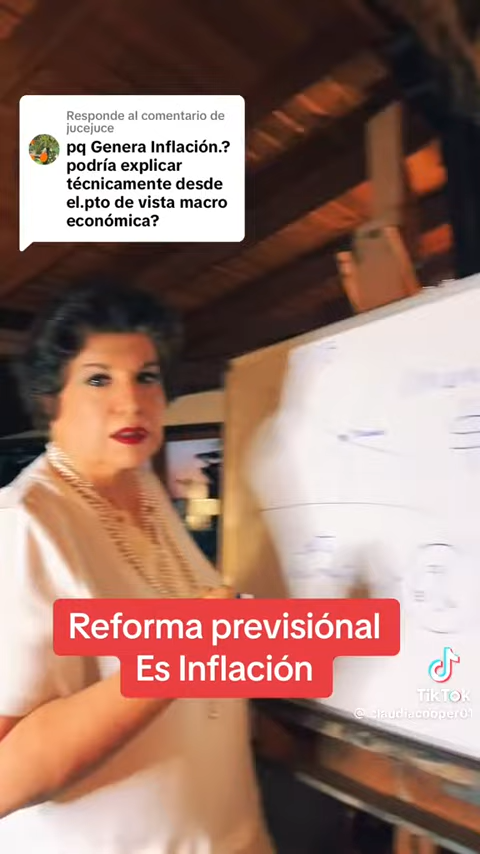 Responde al comentario de
jucejuce
pq Genera Inflación.?
podría explicar
técnicamente desde
el.pto de vista macro
económica?
Reforma previsiónal
Es Inflación
TikTok
@claudiacooper01